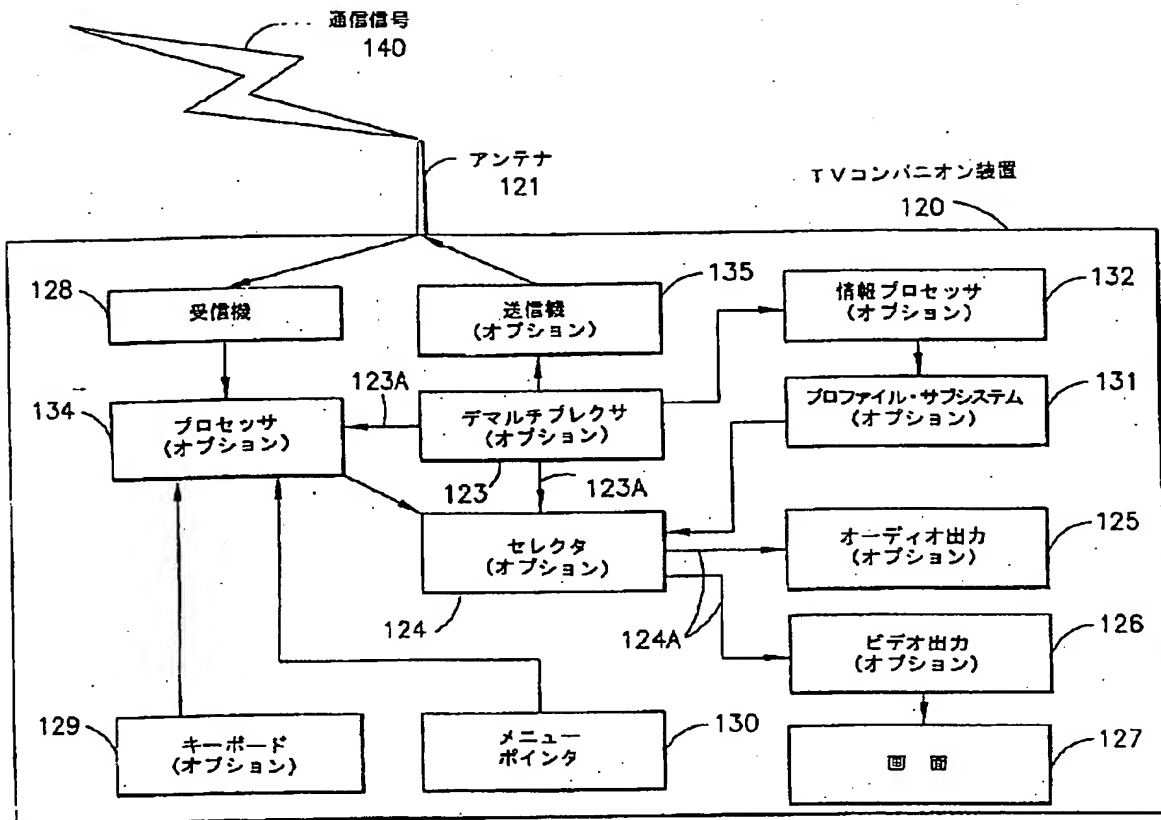 通信信号
140
アンテナ
121
TVコンパニオン装置
120
128
受信機
135
送信機
(オプション)
情報プロセッサ
(オプション)
132
134
プロセッサ
(オプション)
123A
デマルチプレクサ
(オプション)
プロファイル・サブシステム
(オプション)
131
123
123A
セレクタ
(オプション)
オーディオ出力
(オプション)
125
124
124A
ビデオ出力
(オプション)
126
129
キーボード
(オプション)
メニュー
ポインタ
130
画 面
127